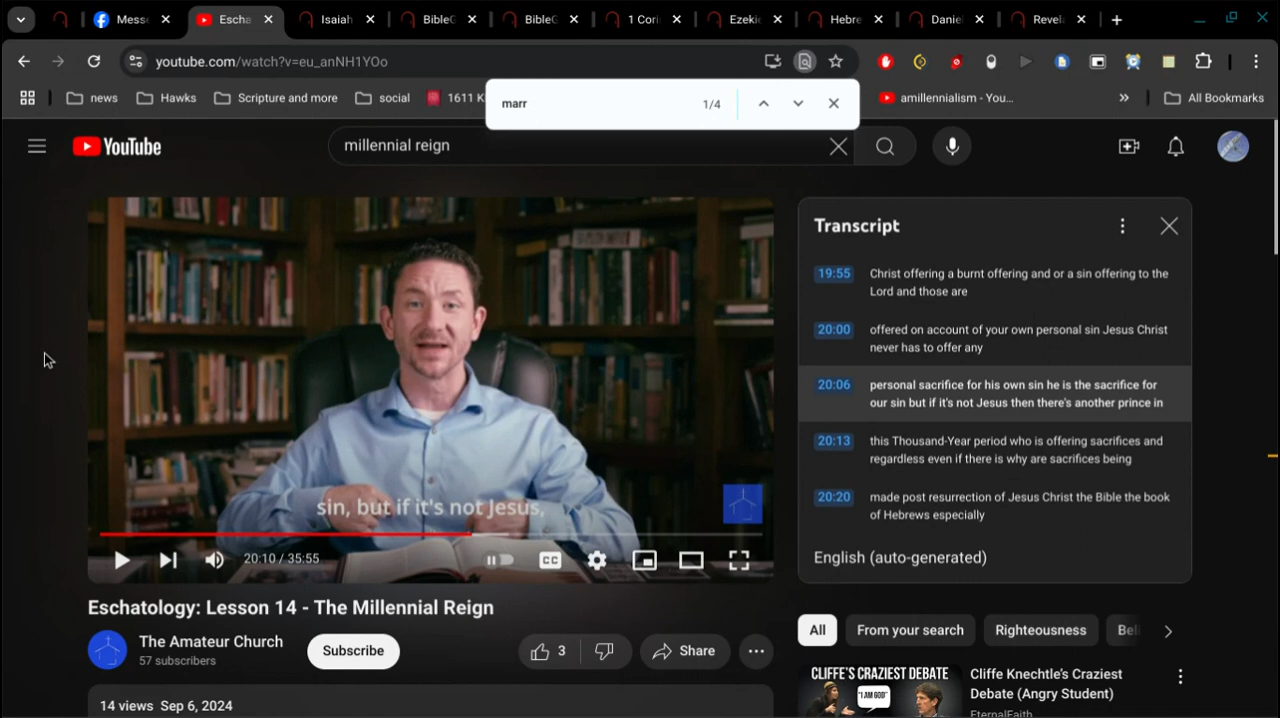 Messe
Escha
Isaiah
BibleG
BibleG
1 Cori
Ezekie
Hebre
Danie
Revela
youtube.com/watch?v=eu_anNH1YOo
news
Hawks
Scripture and more
social
1611 K
amillennialism - You...
All Bookmarks
marr
1/4
YouTube
millennial reign
sin, but if it's not Jesus,
20:10 / 35:55
CC
Transcript
19:55
Christ offering a burnt offering and or a sin offering to the
Lord and those are
20:00
offered on account of your own personal sin Jesus Christ
never has to offer any
20:06
personal sacrifice for his own sin he is the sacrifice for
our sin but if it's not Jesus then there's another prince in
20:13
this Thousand-Year period who is offering sacrifices and
regardless even if there is why are sacrifices being
20:20
made post resurrection of Jesus Christ the Bible the book
of Hebrews especially
English (auto-generated)
Eschatology: Lesson 14 - The Millennial Reign
The Amateur Church
57 subscribers
Subscribe
3
Share
14 views Sep 6, 2024
All
From your search
Righteousness
Bel
CLIFFE'S CRAZIEST DEBATE
"I AM GOD"
Cliffe Knechtle's Craziest
Debate (Angry Student)
EternalFaith